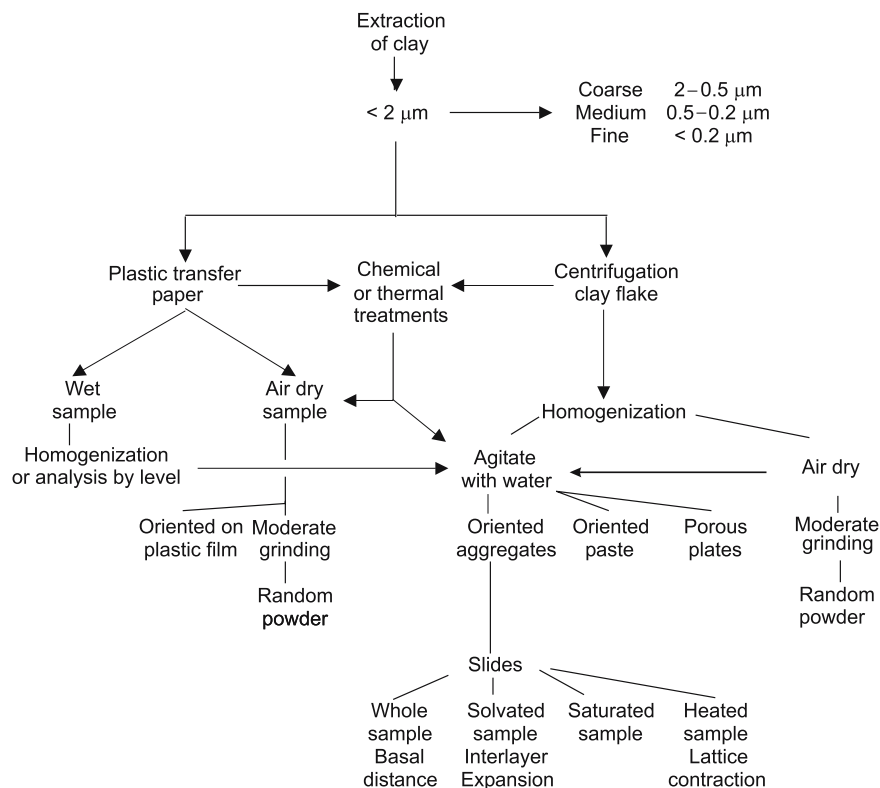 Extraction
of clay
< 2 μm
Coarse 2–0.5 μm
Medium 0.5–0.2 μm
Fine < 0.2 μm
Plastic transfer
paper
Chemical
or thermal
treatments
Centrifugation
clay flake
Wet
sample
Air dry
sample
Homogenization
Homogenization
or analysis by level
Agitate
with water
Air dry
Oriented on
plastic film
Moderate
grinding
Oriented
aggregates
Oriented
paste
Porous
plates
Moderate
grinding
Random
powder
Random
powder
Slides
Whole
sample
Basal
distance
Solvated
sample
Interlayer
Expansion
Saturated
sample
Heated
sample
Lattice
contraction